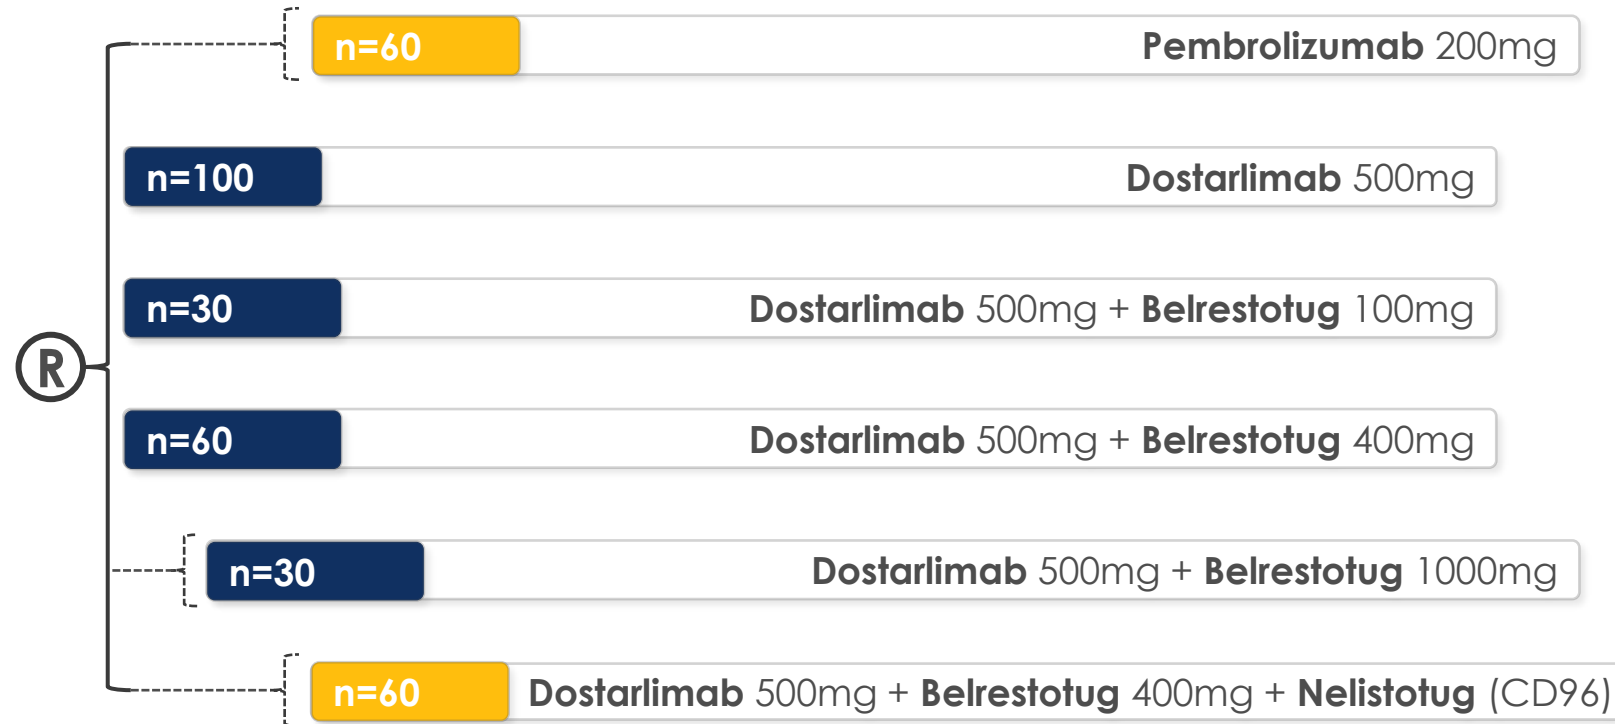 n=60 Pembrolizumab 200mg
n=100 Dostarlimab 500mg
n=30 Dostarlimab 500mg + Belrestotug 100mg
R
n=60 Dostarlimab 500mg + Belrestotug 400mg
n=30 Dostarlimab 500mg + Belrestotug 1000mg
n=60 Dostarlimab 500mg + Belrestotug 400mg + Nelistotug (CD96)